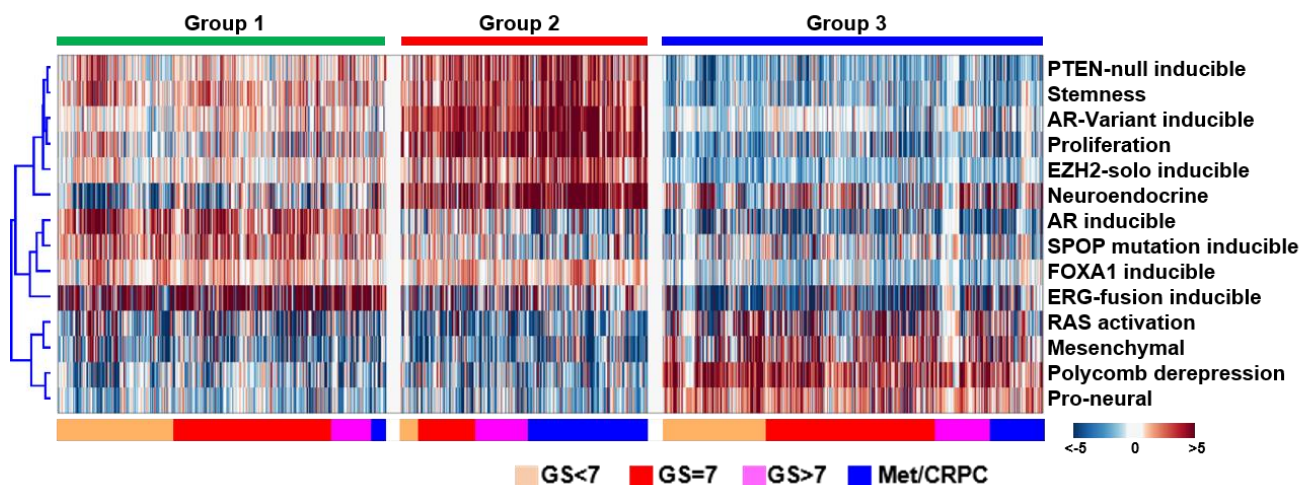 Group 1 Group 2 Group 3
PTEN-null inducible
Stemness
AR-Variant inducible
Proliferation
EZH2-solo inducible
Neuroendocrine
AR inducible
SPOP mutation inducible
FOXA1 inducible
ERG-fusion inducible
RAS activation
Mesenchymal
Polycomb derepression
Pro-neural
<-5 0 >5
GS<7 GS=7 GS>7 Met/CRPC